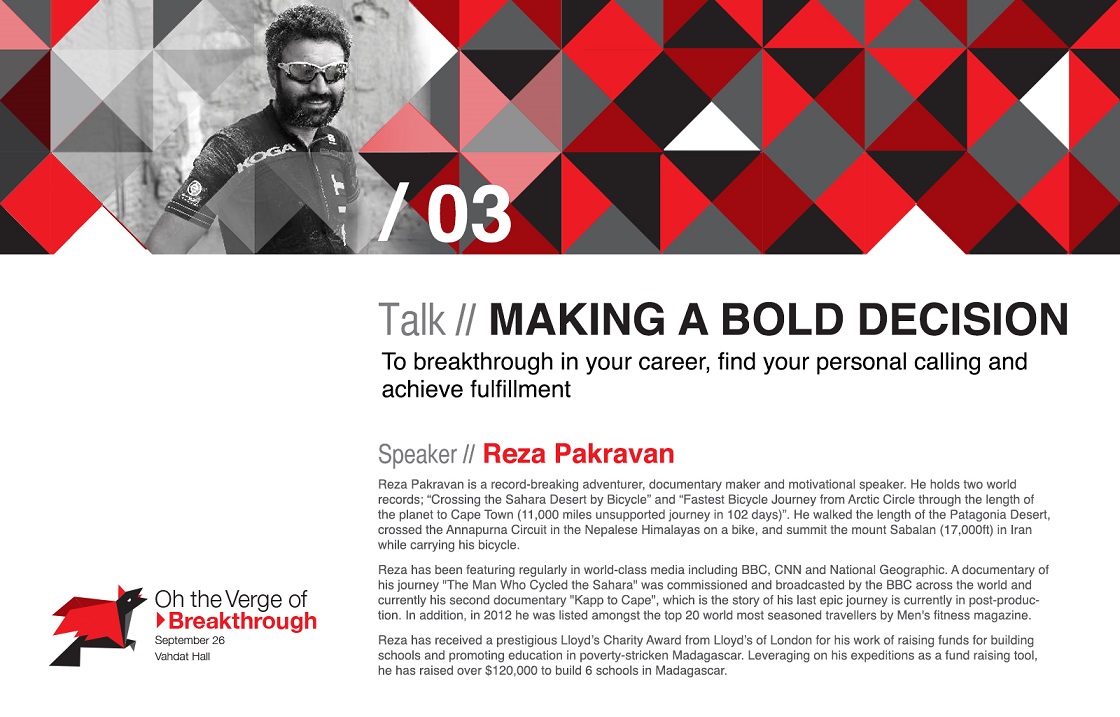 KOGA
/ 03
Talk // MAKING A BOLD DECISION
To breakthrough in your career, find your personal calling and
achieve fulfillment
Speaker // Reza Pakravan
Reza Pakravan is a record-breaking adventurer, documentary maker and motivational speaker. He holds two world
records; “Crossing the Sahara Desert by Bicycle” and “Fastest Bicycle Journey from Arctic Circle through the length of
the planet to Cape Town (11,000 miles unsupported journey in 102 days)”. He walked the length of the Patagonia Desert,
crossed the Annapurna Circuit in the Nepalese Himalayas on a bike, and summit the mount Sabalan (17,000ft) in Iran
while carrying his bicycle.
Reza has been featuring regularly in world-class media including BBC, CNN and National Geographic. A documentary of
his journey "The Man Who Cycled the Sahara" was commissioned and broadcasted by the BBC across the world and
currently his second documentary "Kapp to Cape", which is the story of his last epic journey is currently in post-produc-
tion. In addition, in 2012 he was listed amongst the top 20 world most seasoned travellers by Men's fitness magazine.
Reza has received a prestigious Lloyd’s Charity Award from Lloyd’s of London for his work of raising funds for building
schools and promoting education in poverty-stricken Madagascar. Leveraging on his expeditions as a fund raising tool,
he has raised over $120,000 to build 6 schools in Madagascar.
Oh the Verge of
Breakthrough
September 26
Vahdat Hall